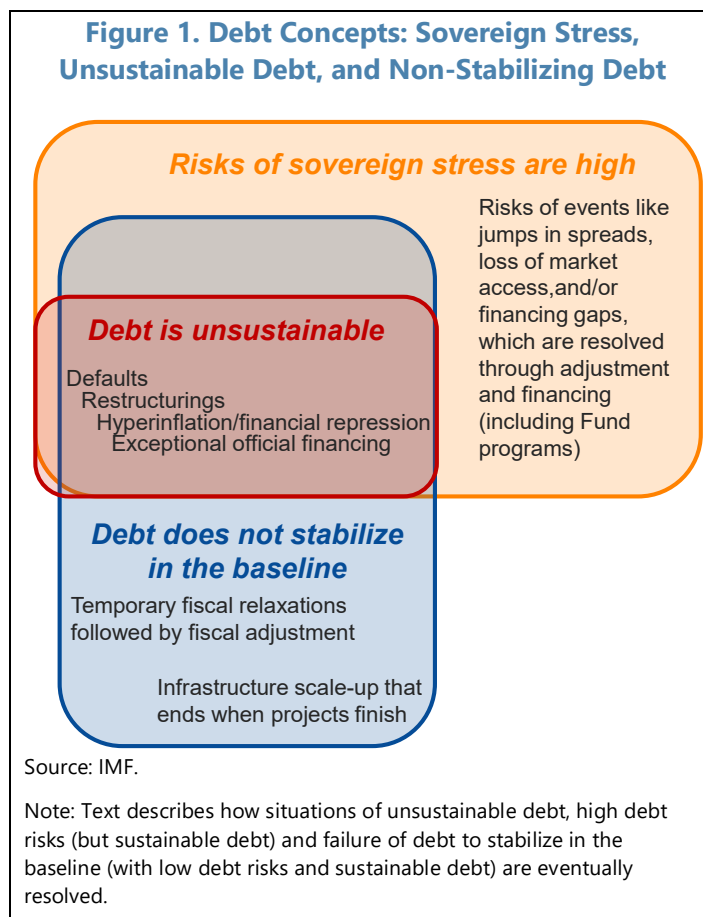 Figure 1. Debt Concepts: Sovereign Stress,
Unsustainable Debt, and Non-Stabilizing Debt
Risks of sovereign stress are high
Risks of events like
jumps in spreads,
loss of market
access,and/or
financing gaps,
which are resolved
through adjustment
and financing
(including Fund
programs)
Debt is unsustainable
Defaults
Restructurings
Hyperinflation/financial repression
Exceptional official financing
Debt does not stabilize
in the baseline
Temporary fiscal relaxations
followed by fiscal adjustment
Infrastructure scale-up that
ends when projects finish
Source: IMF.
Note: Text describes how situations of unsustainable debt, high debt
risks (but sustainable debt) and failure of debt to stabilize in the
baseline (with low debt risks and sustainable debt) are eventually
resolved.